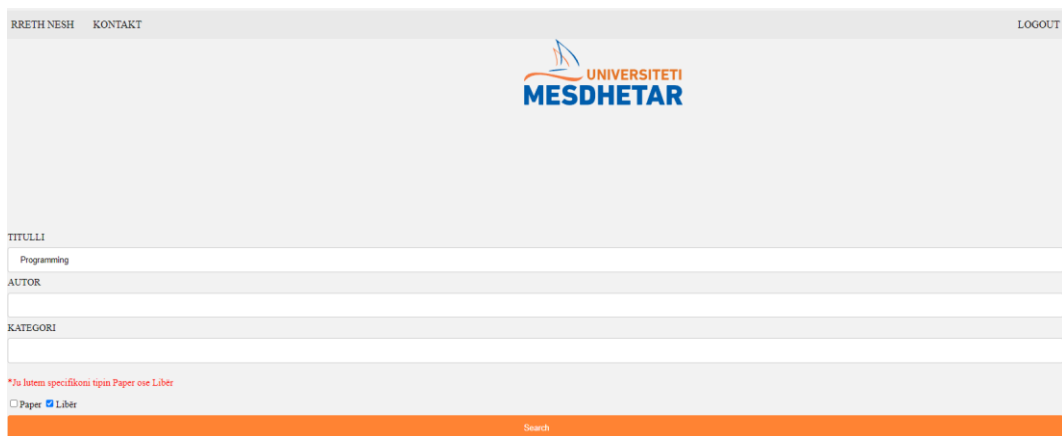 RRETH NESH KONTAKT LOGOUT
UNIVERSITETI
MESDHETAR
TITULLI
Programming
AUTOR
KATEGORI
*Ju lutem specifikoni tipin Paper ose Libër
Paper Libër
Search